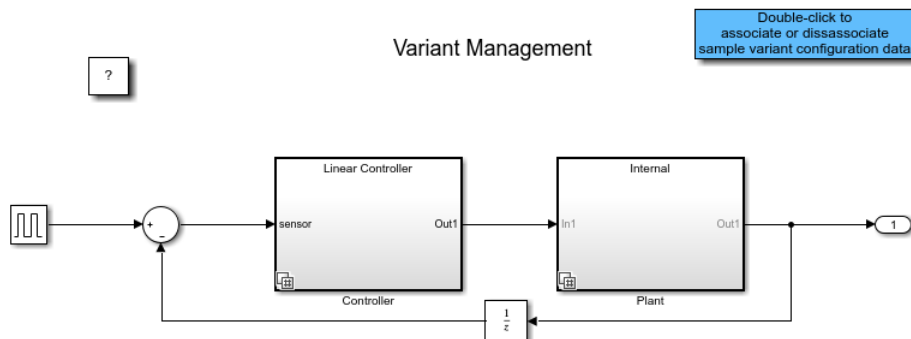 Double-click to
associate or dissassociate
sample variant configuration data
Variant Management
?
Linear Controller
Internal
+
−
sensor
Out1
In1
Out1
1
Controller
Plant
1
z